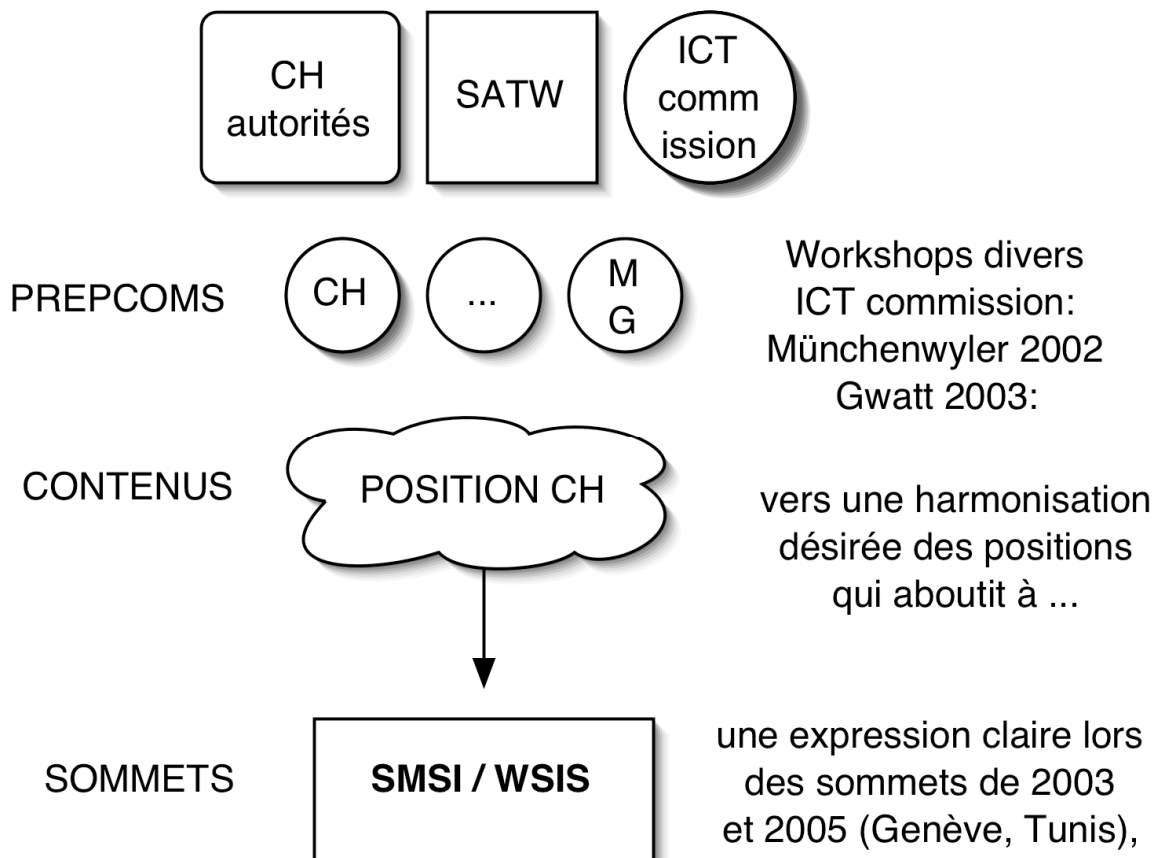 CH
autorités
SATW
ICT
comm
ission
PREPCOMS
CH
...
M
G
Workshops divers
ICT commission:
Münchenwyler 2002
Gwatt 2003:
CONTENUS
POSITION CH
vers une harmonisation
désirée des positions
qui aboutit à ...
SOMMETS
SMSI / WSIS
une expression claire lors
des sommets de 2003
et 2005 (Genève, Tunis),